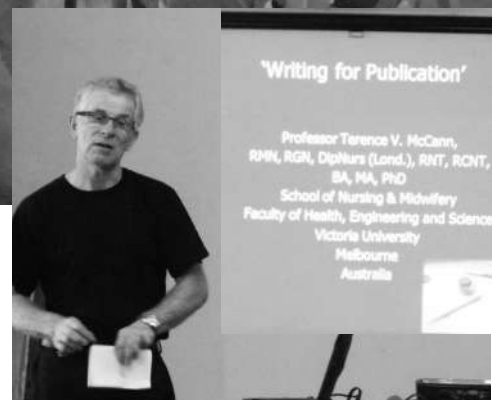 'Writing for Publication'
Professor Terence V. McCann,
RMN, RGN, DipNurs (Lond.), RNT, RCNT,
BA, MA, PhD
School of Nursing & Midwifery
Faculty of Health, Engineering and Science
Victoria University
Melbourne
Australia